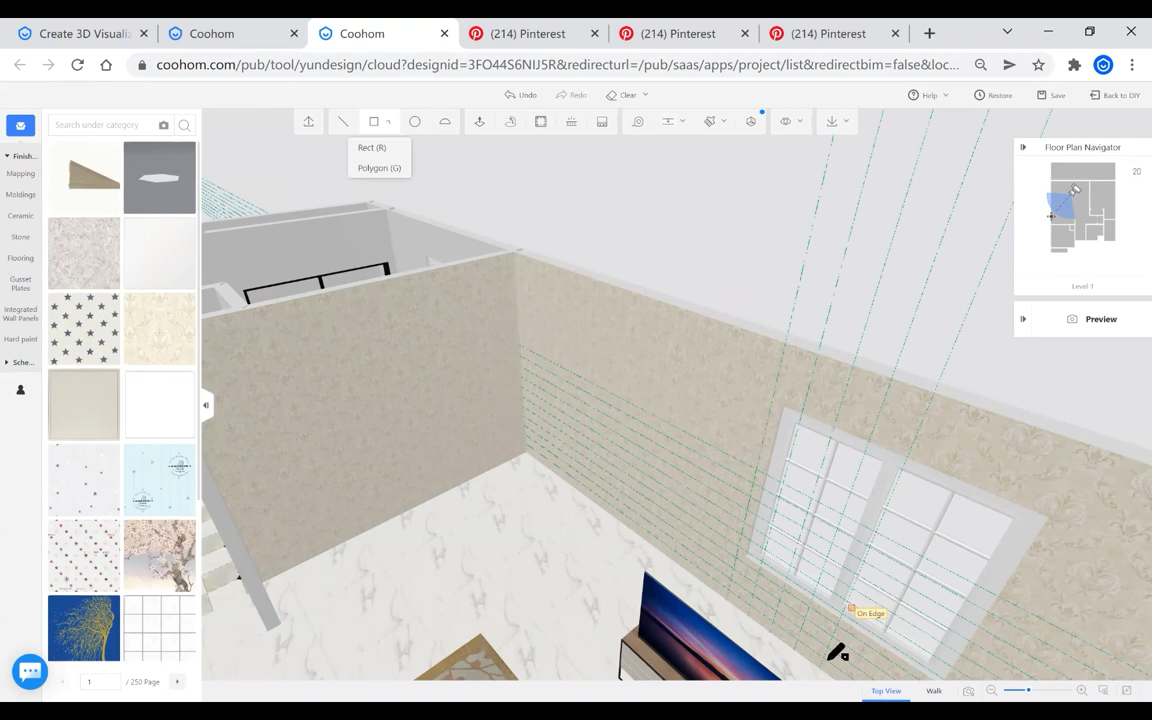 Create 3D Visualiz
Coohom
Coohom
(214) Pinterest
(214) Pinterest
(214) Pinterest
coohom.com/pub/tool/yundesign/cloud?designid=3FO44S6NIJ5R&redirecturl=/pub/saas/apps/project/list&redirectbim=false&loc...
Undo
Redo
Clear
Help
Restore
Save
Back to DIY
Search under category
Rect (R)
Polygon (G)
Finish...
Mapping
Moldings
Ceramic
Stone
Flooring
Gusset
Plates
Integrated
Wall Panels
Hard paint
Sche...
Floor Plan Navigator
2D
Level 1
Preview
On Edge
1
/ 250 Page
Top View
Walk